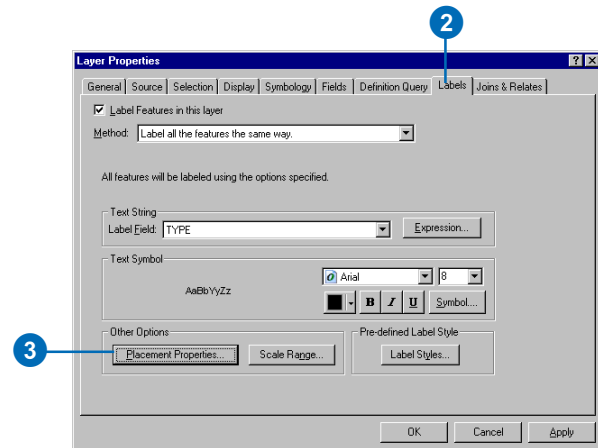 2
Layer Properties
General Source Selection Display Symbology Fields Definition Query Labels Joins & Relates
Label Features in this layer
Method: Label all the features the same way.
All features will be labeled using the options specified.
Text String
Label Field: TYPE Expression...
Text Symbol
AaBbYyZz
Arial 8
B I U Symbol...
Other Options Pre-defined Label Style
3
Placement Properties... Scale Range... Label Styles...
OK Cancel Apply